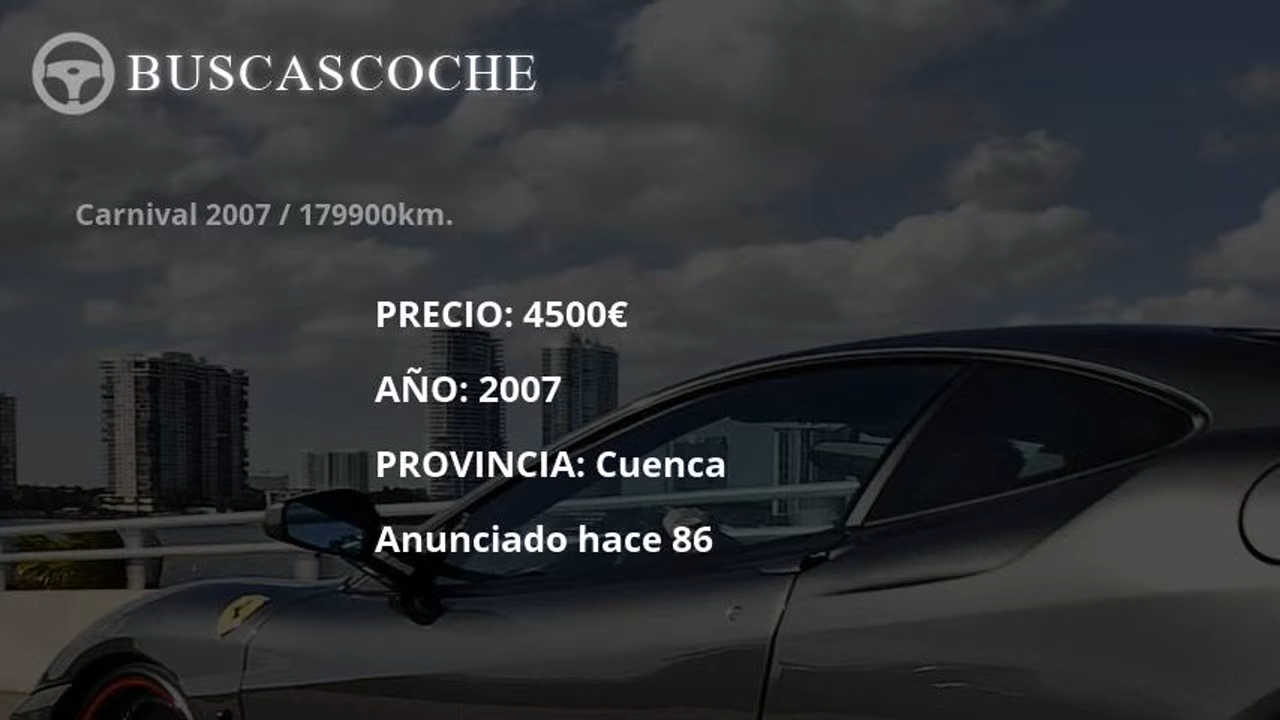 BUSCASCOCHE
Carnival 2007 / 179900km.
PRECIO: 4500€
AÑO: 2007
PROVINCIA: Cuenca
Anunciado hace 86